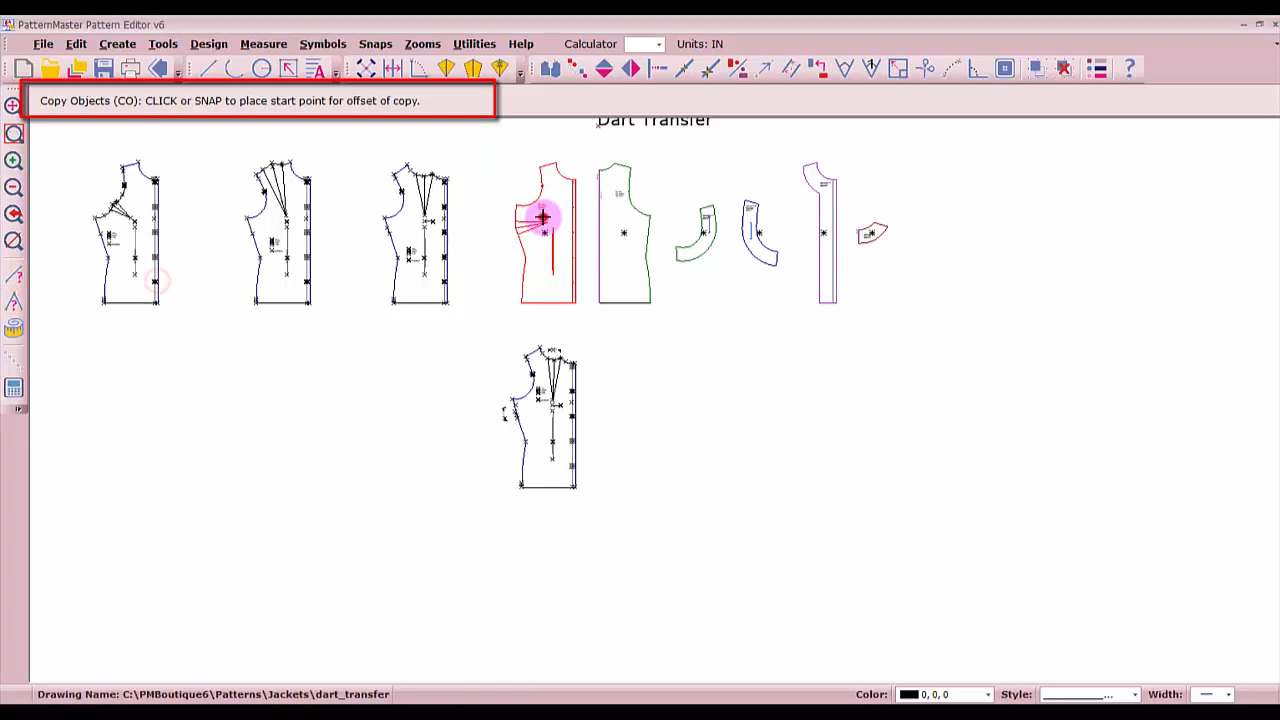 PatternMaster Pattern Editor v6
File Edit Create Tools Design Measure Symbols Snaps Zooms Utilities Help Calculator Units: IN
Copy Objects (CO): CLICK or SNAP to place start point for offset of copy.
Dart Transfer
Drawing Name: C:\PMBoutique6\Patterns\Jackets\dart_transfer Color: 0, 0, 0 Style: ... Width: